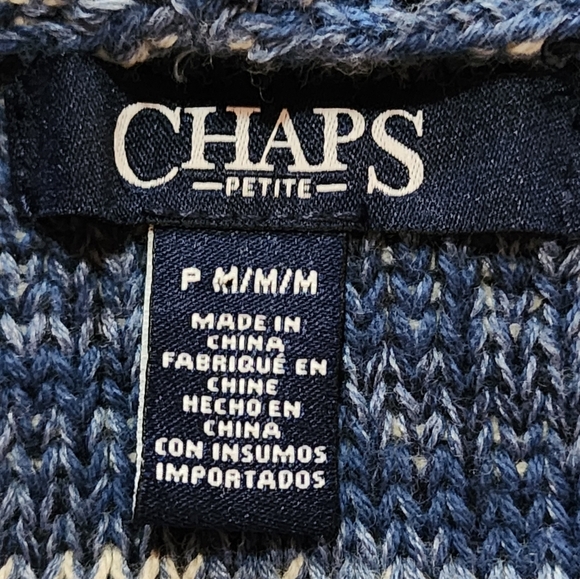 CHAPS
PETITE
P M/M/M
MADE IN
CHINA
FABRIQUÉ EN
CHINE
HECHO EN
CHINA
CON INSUMOS
IMPORTADOS